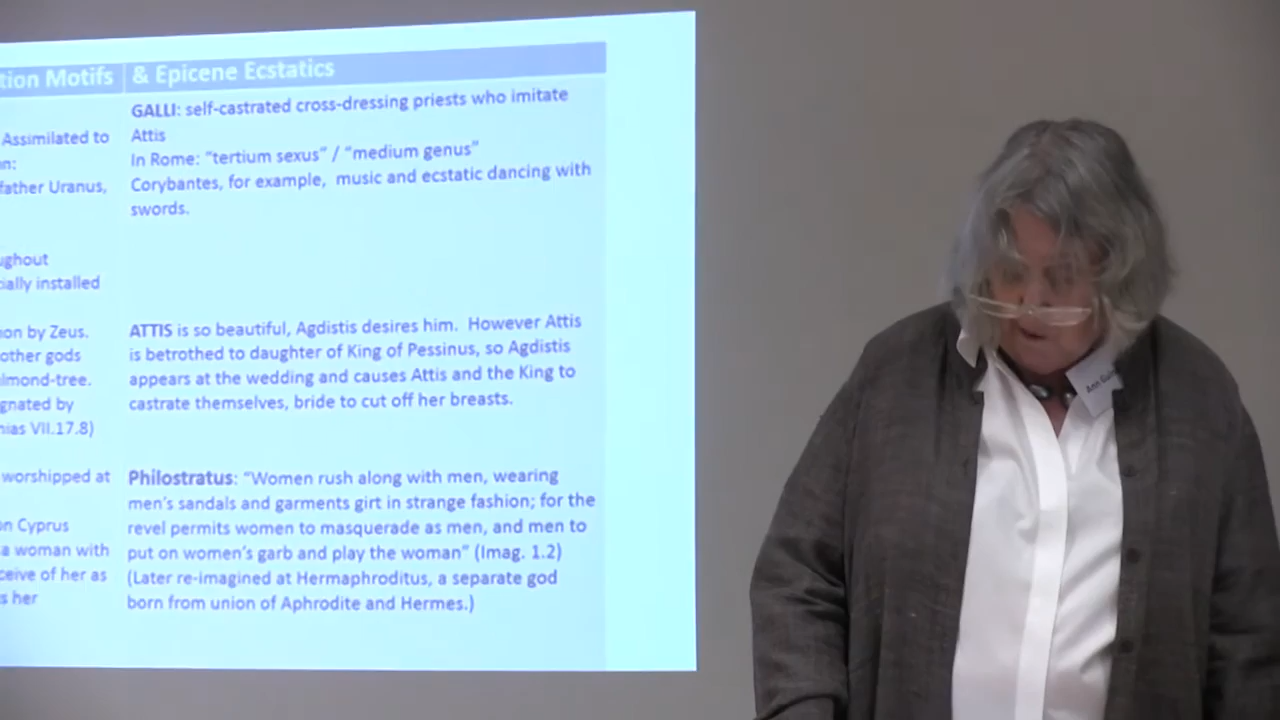 tion Motifs
& Epicene Ecstatics
Assimilated to
n:
father Uranus,
ughout
ially installed
on by Zeus.
other gods
lmond-tree.
gnated by
nias VII.17.8)
worshipped at
on Cyprus
a woman with
ceive of her as
s her
GALLI: self-castrated cross-dressing priests who imitate
Attis
In Rome: “tertium sexus” / “medium genus”
Corybantes, for example, music and ecstatic dancing with
swords.
ATTIS is so beautiful, Agdistis desires him. However Attis
is betrothed to daughter of King of Pessinus, so Agdistis
appears at the wedding and causes Attis and the King to
castrate themselves, bride to cut off her breasts.
Philostratus: “Women rush along with men, wearing
men’s sandals and garments girt in strange fashion; for the
revel permits women to masquerade as men, and men to
put on women’s garb and play the woman” (Imag. 1.2)
(Later re-imagined at Hermaphroditus, a separate god
born from union of Aphrodite and Hermes.)
Ann